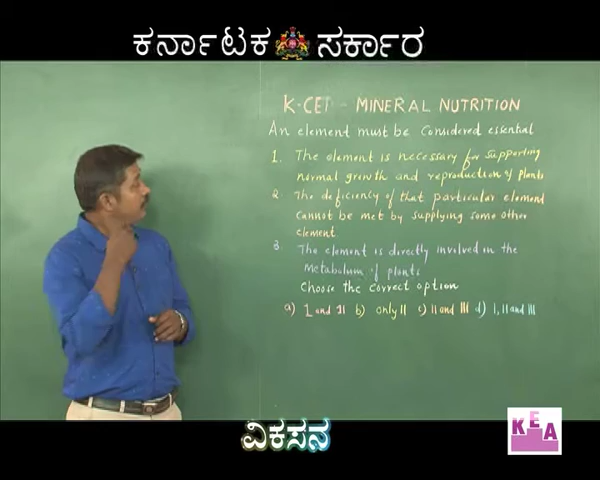 ಕರ್ನಾಟಕ ಸರ್ಕಾರ
K-CET - MINERAL NUTRITION
An element must be Considered essential
1. The element is necessary for supporting
normal growth and reproduction of plants
2. The deficiency of that particular element
Cannot be met by supplying some other
element
3. The element is directly involved in the
Metabolism of plants
Choose the Correct option
a) I and II b) only II c) II and III d) I, II and III
ವಿಕಸನ
KEA